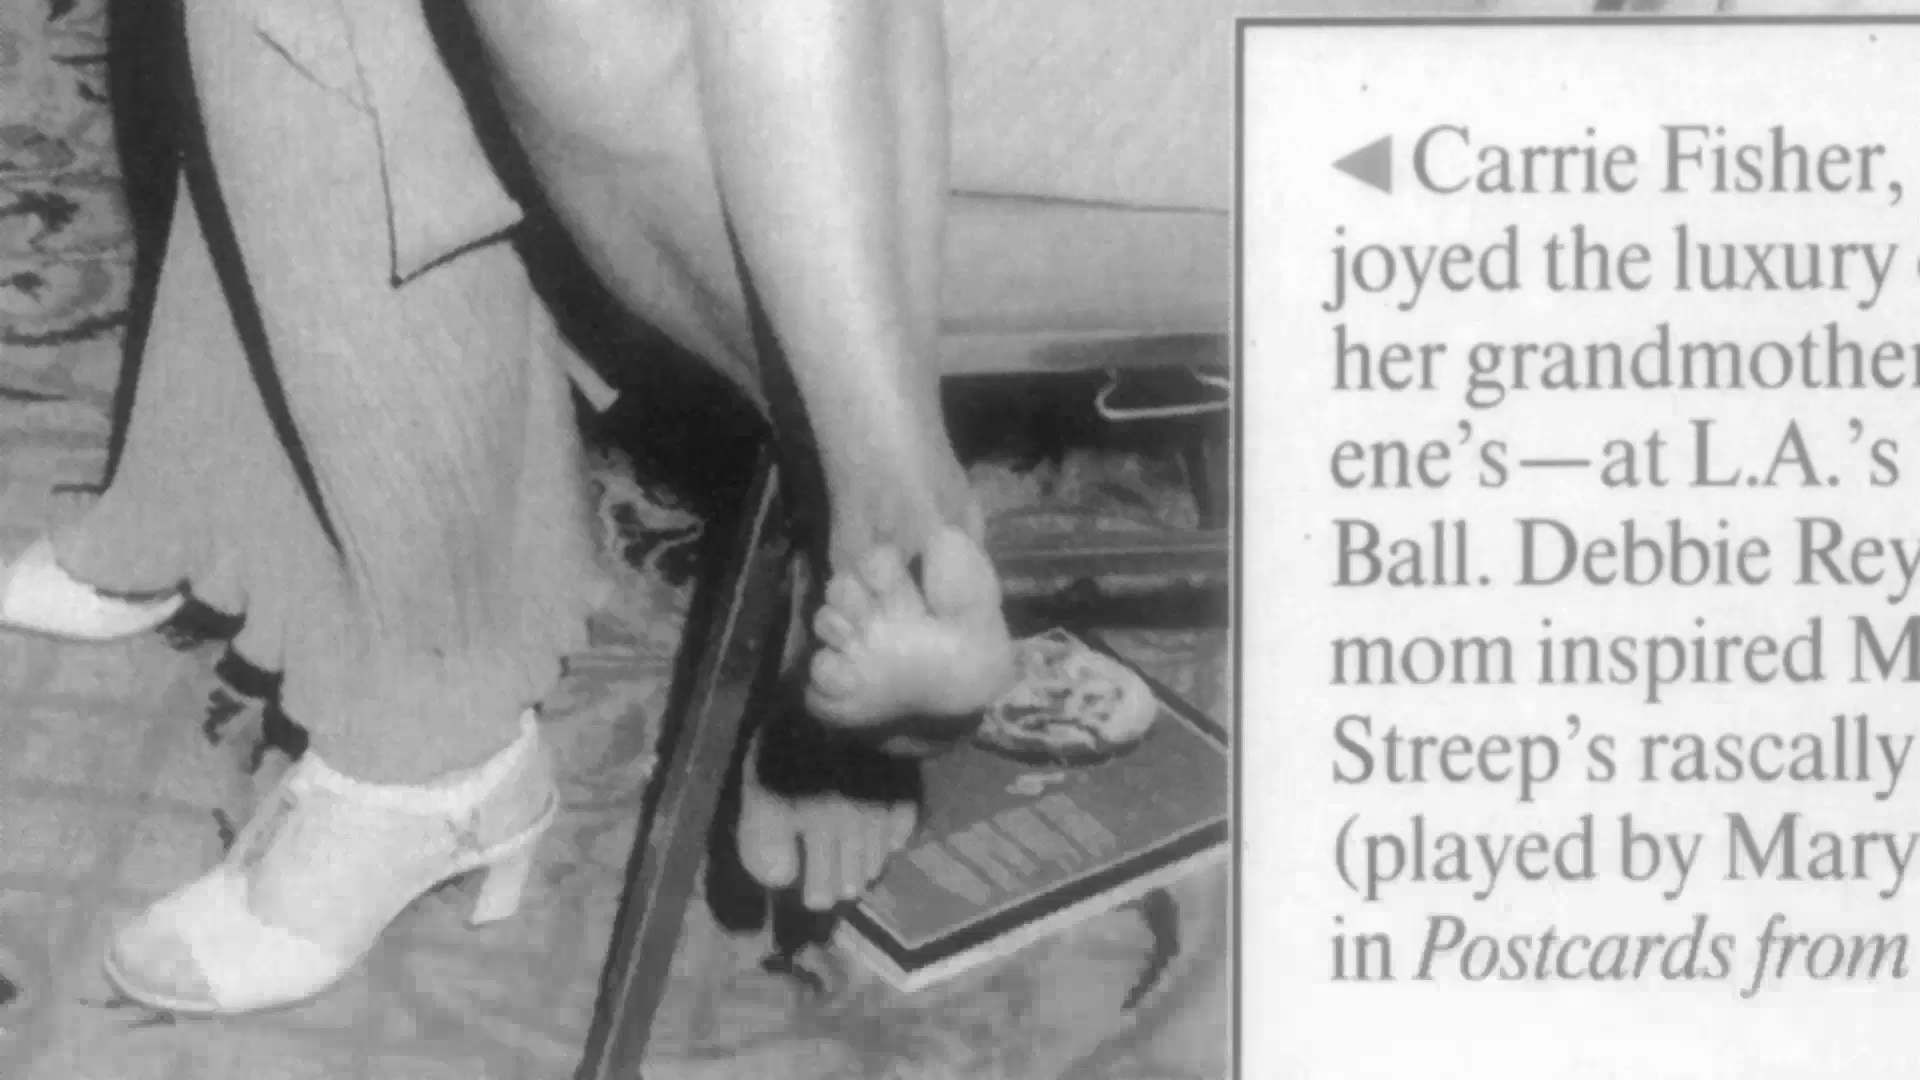 ◀ Carrie Fisher,
joyed the luxury
her grandmother
ene's—at L.A.'s
Ball. Debbie Rey
mom inspired M
Streep's rascally
(played by Mary
in Postcards from